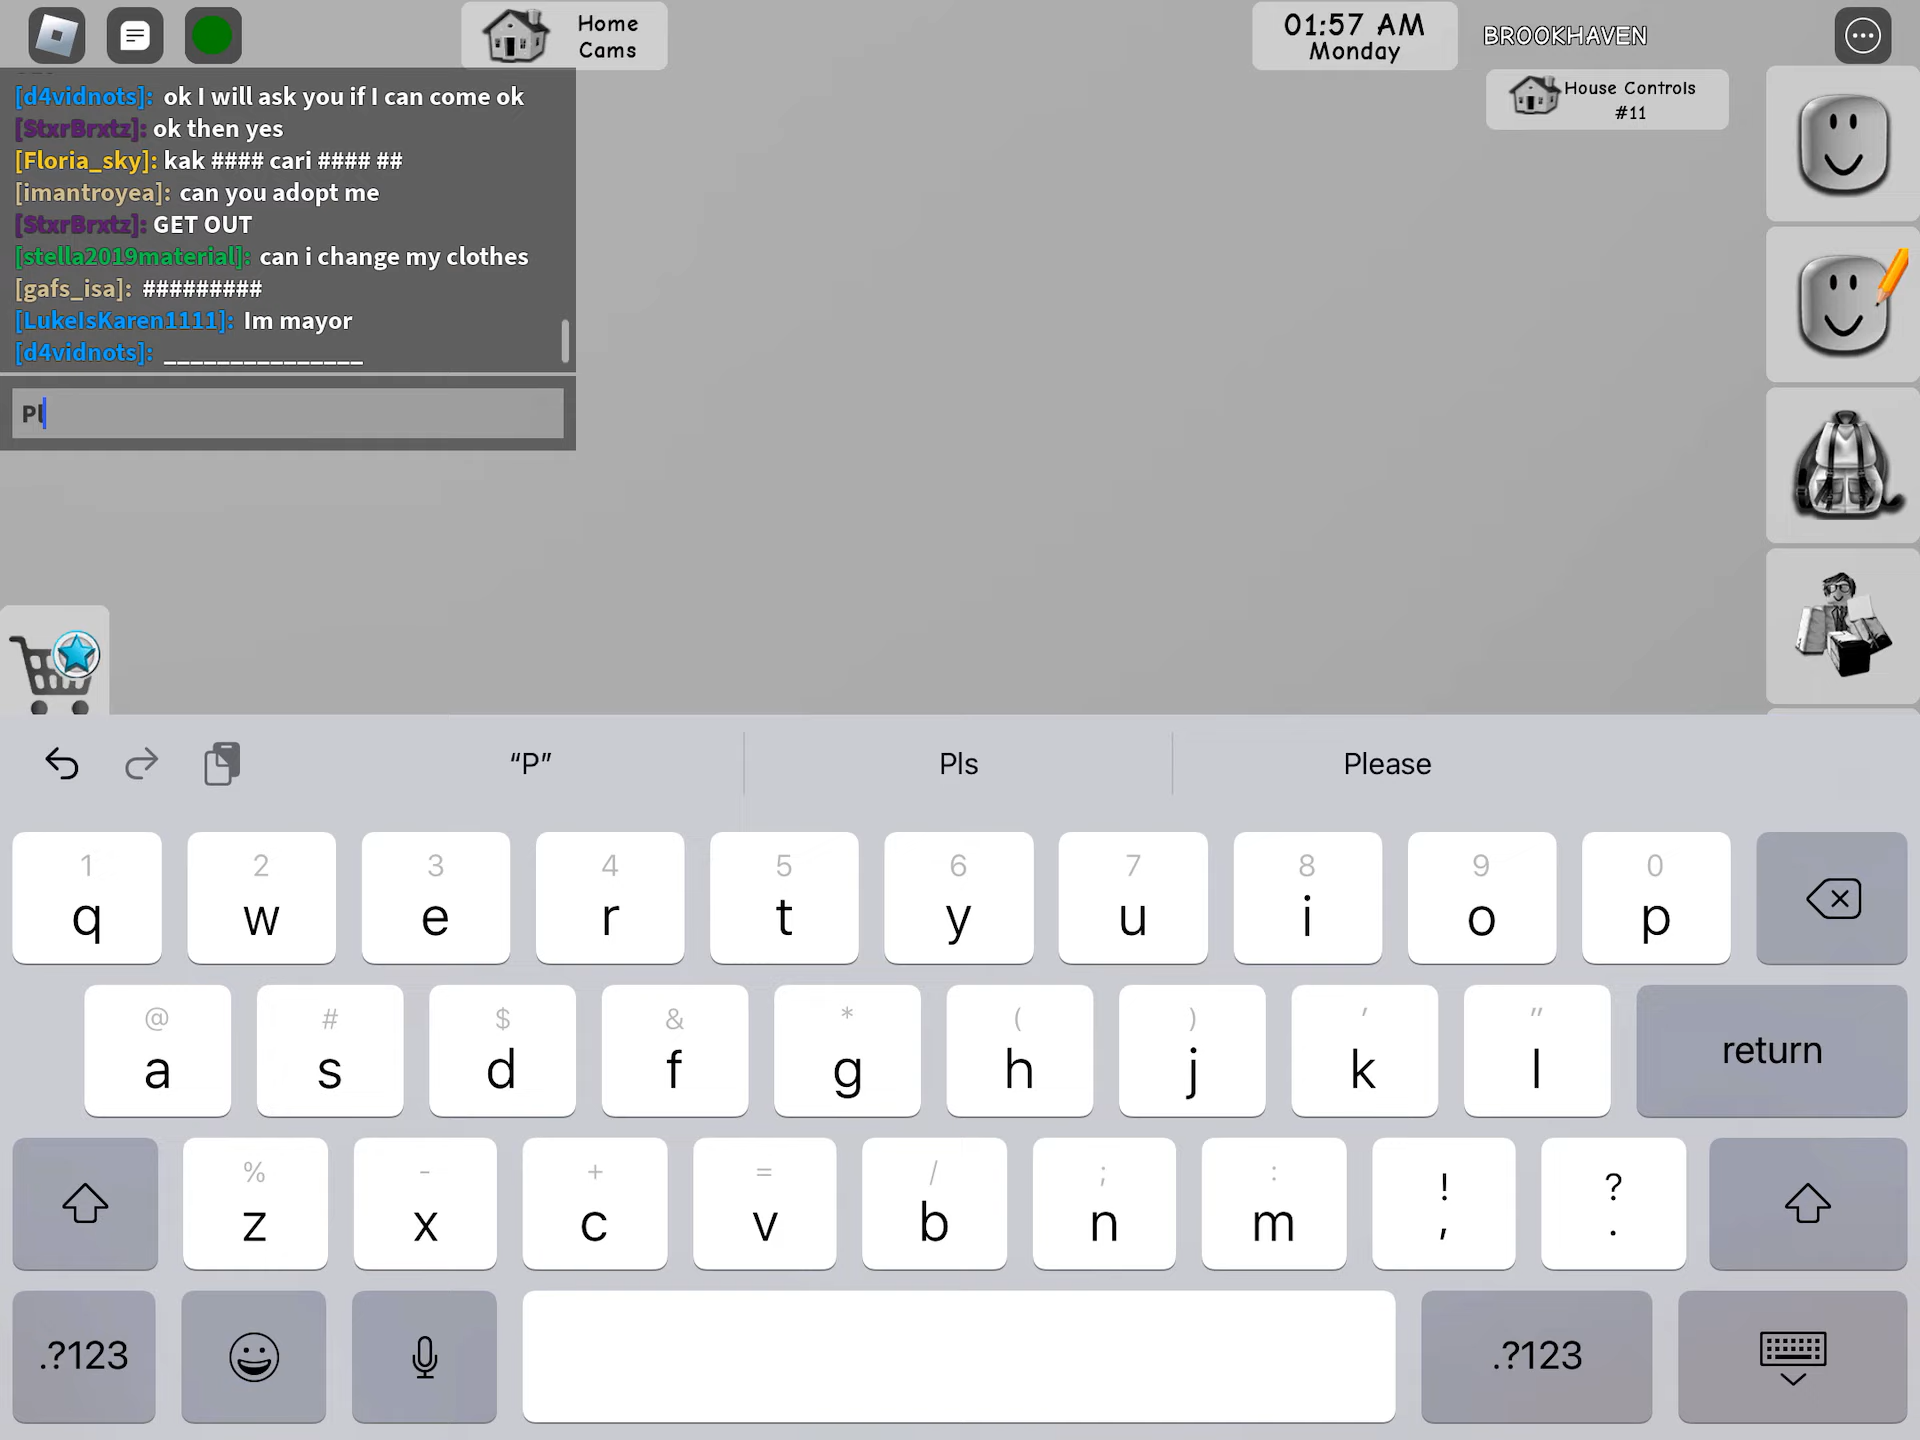 Home
Cams
01:57 AM
Monday
BROOKHAVEN
House Controls
#11
[d4vidnots]: ok I will ask you if I can come ok
[StxrBrxtz]: ok then yes
[Floria_sky]: kak #### cari #### ##
[imantroyea]: can you adopt me
[StxrBrxtz]: GET OUT
[stella2019material]: can i change my clothes
[gafs_isa]: #########
[LukeIsKaren1111]: Im mayor
[d4vidnots]: _______________
Pl
“P” Pls Please
1 2 3 4 5 6 7 8 9 0
q w e r t y u i o p
@ # $ & * ( ) ' "
a s d f g h j k l return
% - + = / ; : ! ?
z x c v b n m , .
.?123 .?123